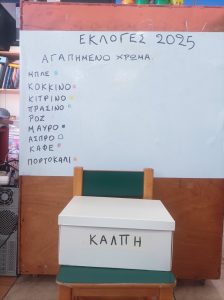 ΕΚΛΟΓΕΣ 2025
ΑΓΑΠΗΜΕΝΟ ΧΡΩΜΑ
ΜΠΛΕ
ΚΟΚΚΙΝΟ
ΚΙΤΡΙΝΟ
ΠΡΑΣΙΝΟ
ΡΟΖ
ΜΑΥΡΟ
ΑΣΠΡΟ
ΚΑΦΕ
ΠΟΡΤΟΚΑΛΙ
ΚΑΛΠΗ